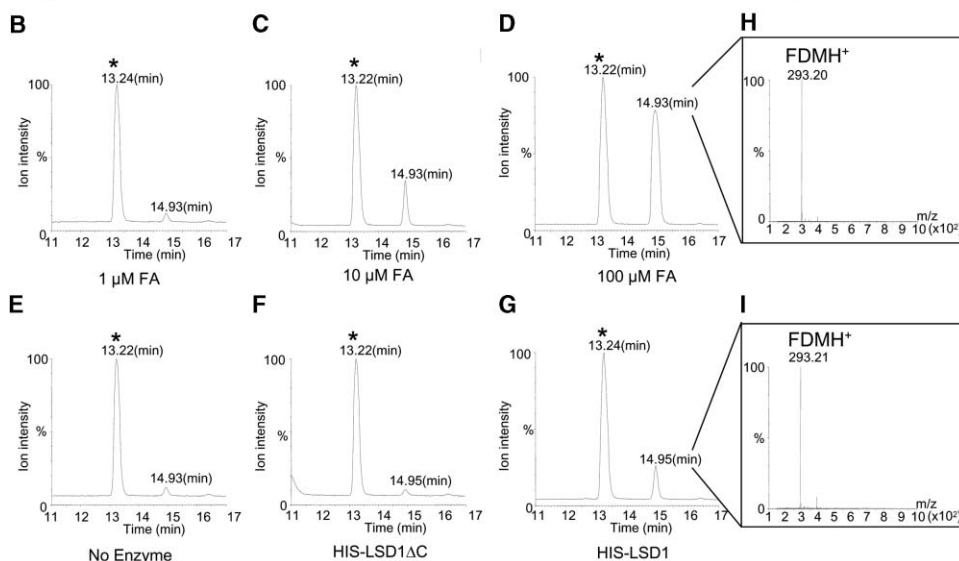 B
*
13.24(min)
100
Ion intensity
%
14.93(min)
0
11 12 13 14 15 16 17
Time (min)
1 µM FA
C
*
13.22(min)
100
Ion intensity
%
14.93(min)
0
11 12 13 14 15 16 17
Time (min)
10 µM FA
D
*
13.22(min)
100
14.93(min)
Ion intensity
%
0
11 12 13 14 15 16 17
Time (min)
100 µM FA
H
FDMH⁺
293.20
100
%
0
m/z
1 2 3 4 5 6 7 8 9 10 (x10²)
E
*
13.22(min)
100
Ion intensity
%
14.93(min)
0
11 12 13 14 15 16 17
Time (min)
No Enzyme
F
*
13.22(min)
100
Ion intensity
%
14.95(min)
0
11 12 13 14 15 16 17
Time (min)
HIS-LSD1ΔC
G
*
13.24(min)
100
Ion intensity
%
14.95(min)
0
11 12 13 14 15 16 17
Time (min)
HIS-LSD1
I
FDMH⁺
293.21
100
%
0
m/z
1 2 3 4 5 6 7 8 9 10 (x10²)